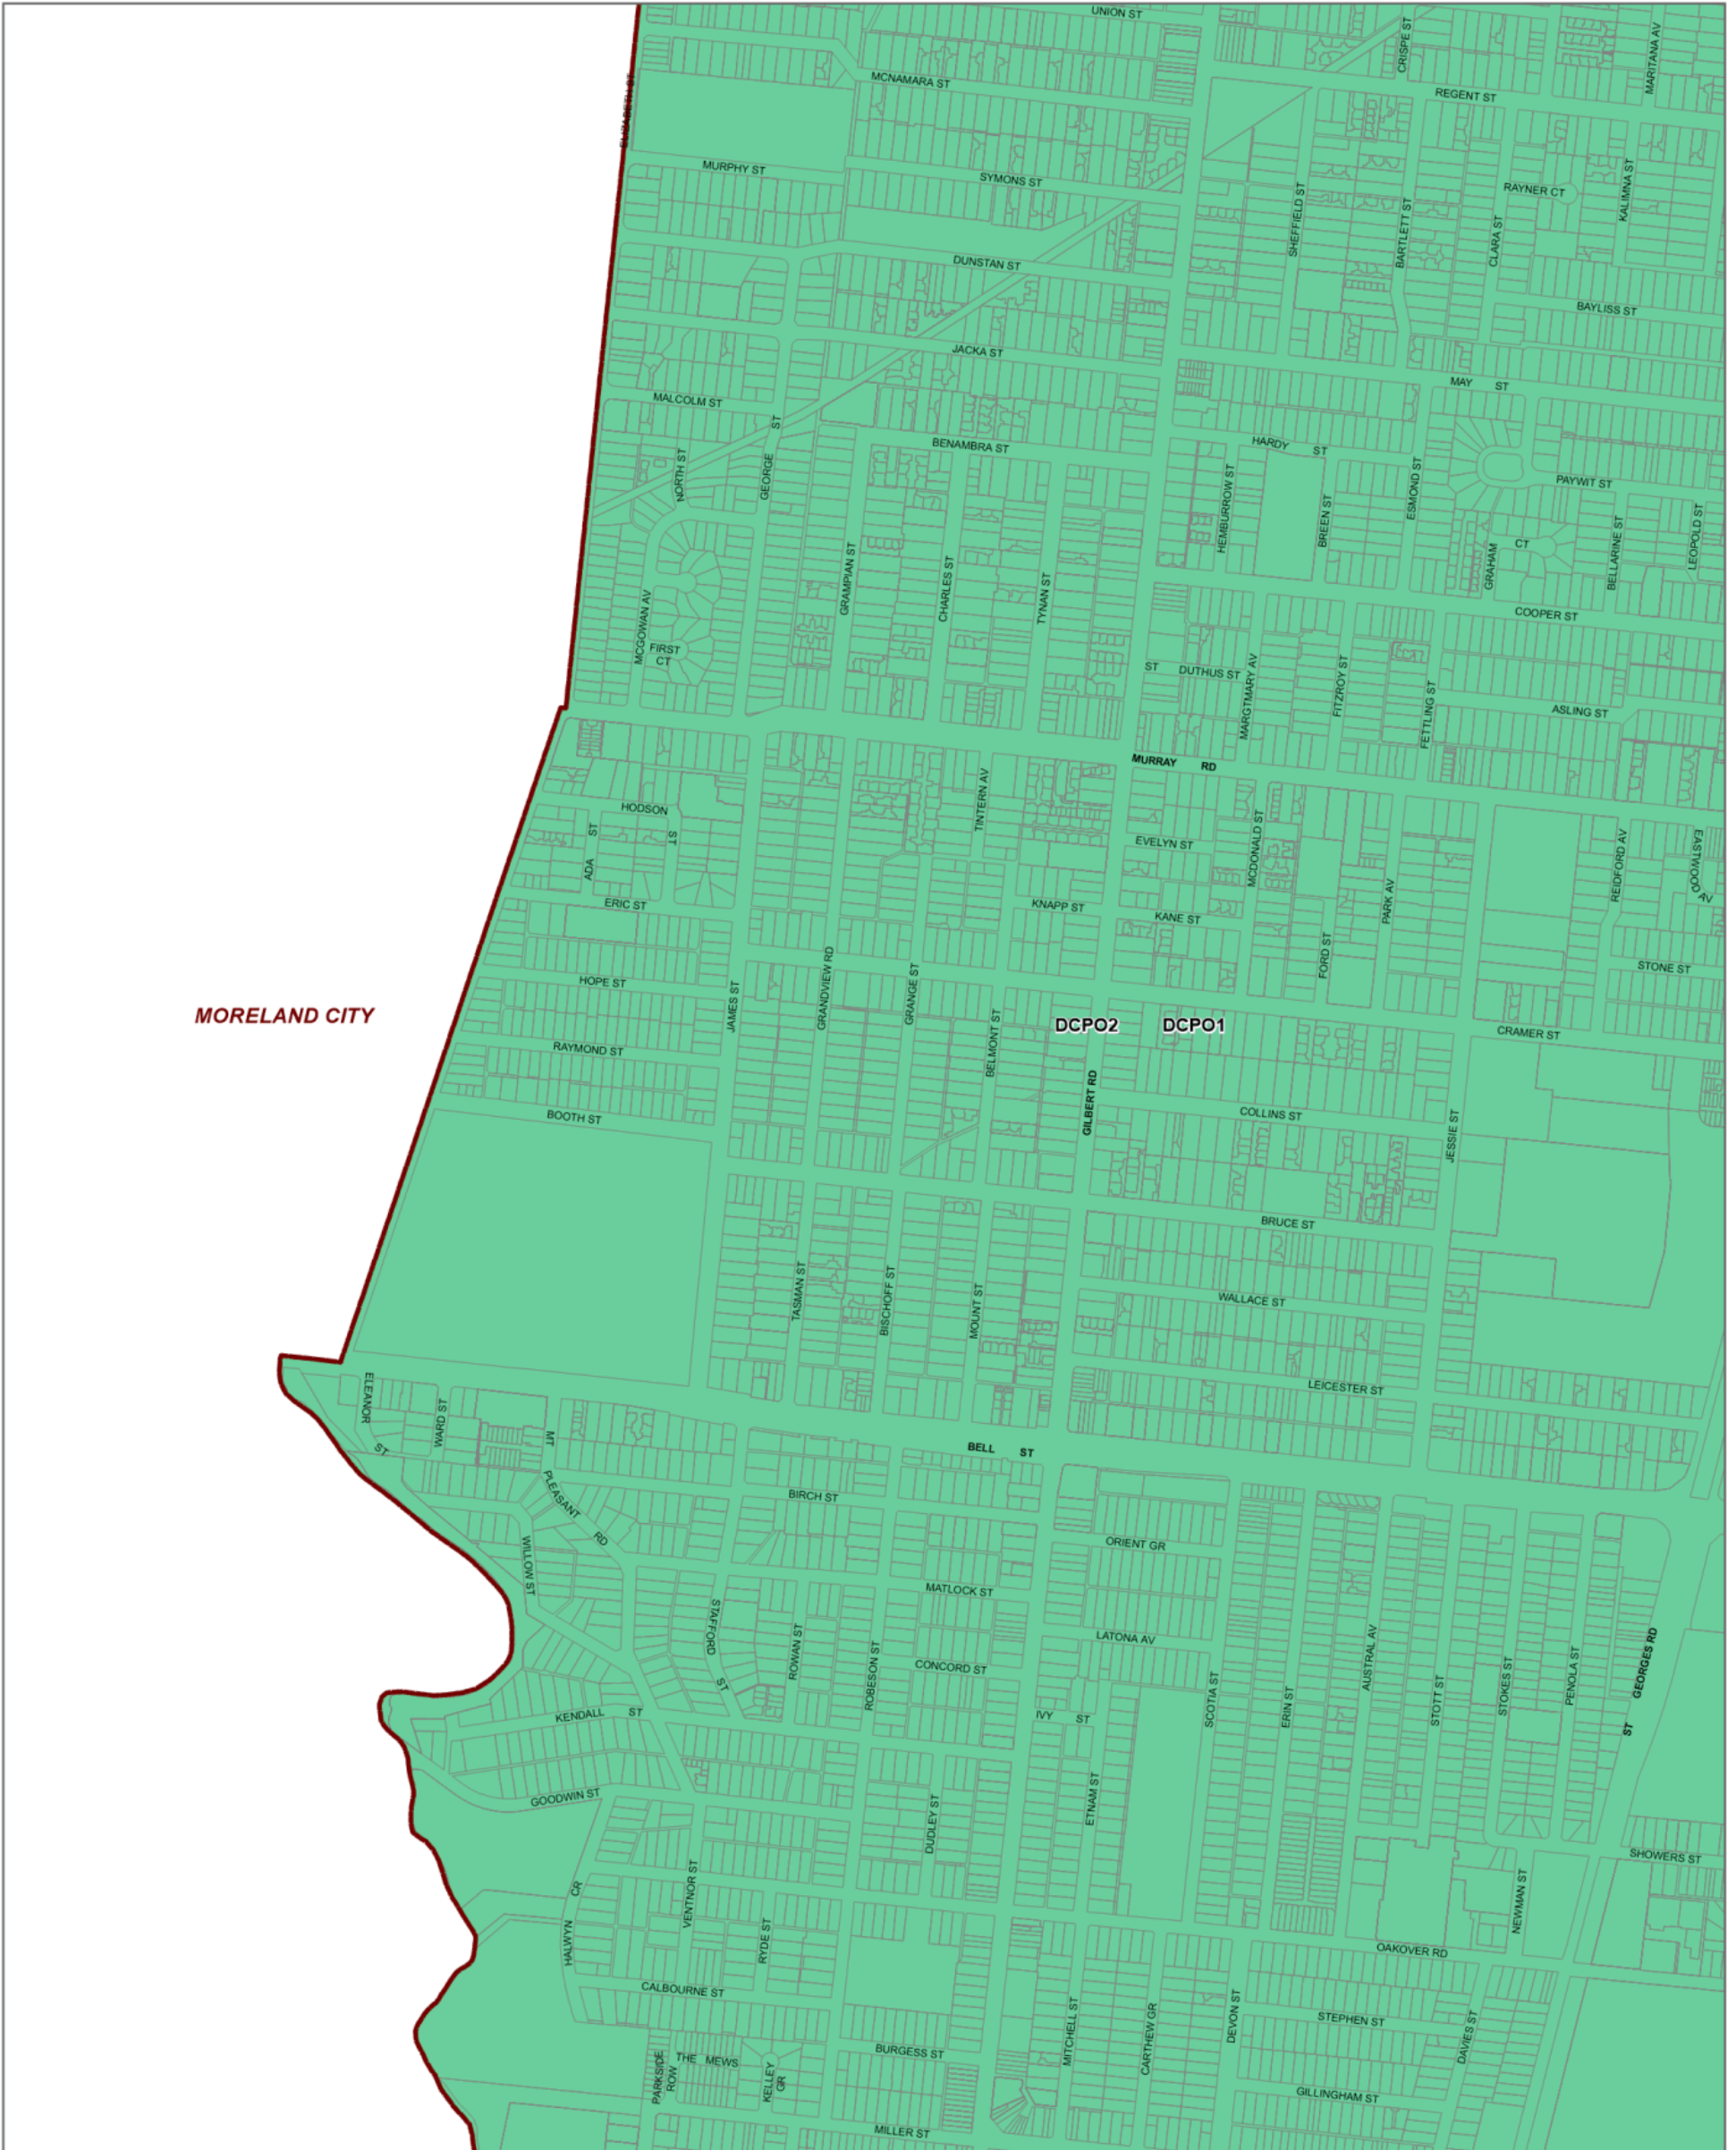 UNION ST
CRISPE ST
MARITANA AV
MCNAMARA ST
REGENT ST
ELIZABETH ST
MURPHY ST
SYMONS ST
RAYNER CT
KALIMNA ST
SHEFFIELD ST
BARTLETT ST
CLARA ST
DUNSTAN ST
BAYLISS ST
JACKA ST
MAY ST
MALCOLM ST
BENAMBRA ST
HARDY ST
NORTH ST
GEORGE ST
PAYWIT ST
HEMBURROW ST
BREEN ST
ESMOND ST
GRAHAM CT
BELLARINE ST
LEOPOLD ST
GRAMPIAN ST
CHARLES ST
TYNAN ST
MCGOWAN AV
COOPER ST
FIRST
CT
ST
DUTHUS ST
MARGTMARY AV
FITZROY ST
FETTLING ST
ASLING ST
MURRAY RD
TINTERN AV
HODSON ST
ADA ST
EVELYN ST
MCDONALD ST
REIDFORD AV
EASTWOOD AV
ERIC ST
KNAPP ST
KANE ST
PARK AV
FORD ST
STONE ST
HOPE ST
JAMES ST
GRANDVIEW RD
GRANGE ST
MORELAND CITY
BELMONT ST
DCPO2
DCPO1
CRAMER ST
RAYMOND ST
GILBERT RD
BOOTH ST
COLLINS ST
JESSIE ST
BRUCE ST
TASMAN ST
BISCHOFF ST
MOUNT ST
WALLACE ST
LEICESTER ST
ELEANOR ST
WARD ST
MT PLEASANT RD
BELL ST
BIRCH ST
ORIENT GR
WILLOW ST
MATLOCK ST
STAFFORD ST
ROWAN ST
ROBESON ST
LATONA AV
CONCORD ST
SCOTIA ST
ERIN ST
AUSTRAL AV
STOTT ST
STOKES ST
PENOLA ST
ST GEORGES RD
KENDALL ST
IVY ST
GOODWIN ST
DUDLEY ST
ETNAM ST
SHOWERS ST
HALWYN CR
VENTNOR ST
RYDE ST
NEWMAN ST
OAKOVER RD
CALBOURNE ST
MITCHELL ST
CARTHEW GR
DEVON ST
STEPHEN ST
DAVIES ST
BURGESS ST
PARKSIDE
ROW
THE MEWS
KELLEY
GR
GILLINGHAM ST
MILLER ST